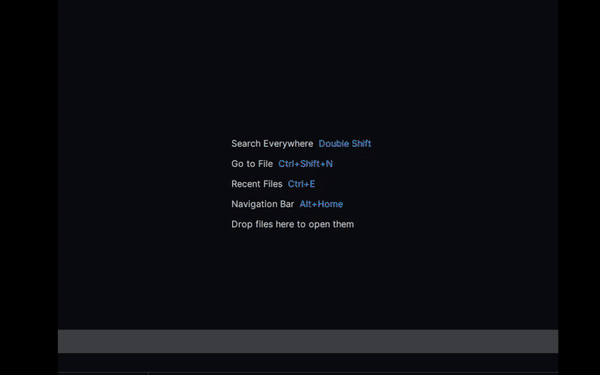 Search Everywhere Double Shift
Go to File Ctrl+Shift+N
Recent Files Ctrl+E
Navigation Bar Alt+Home
Drop files here to open them